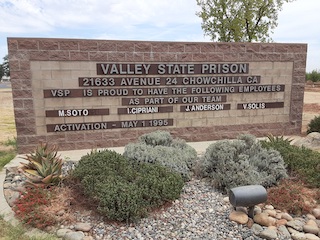 VALLEY STATE PRISON
21633 AVENUE 24 CHOWCHILLA CA
VSP IS PROUD TO HAVE THE FOLLOWING EMPLOYEES
AS PART OF OUR TEAM
M.SOTO I.CIPRIANI J.ANDERSON V.SOLIS
ACTIVATION - MAY 1 1995